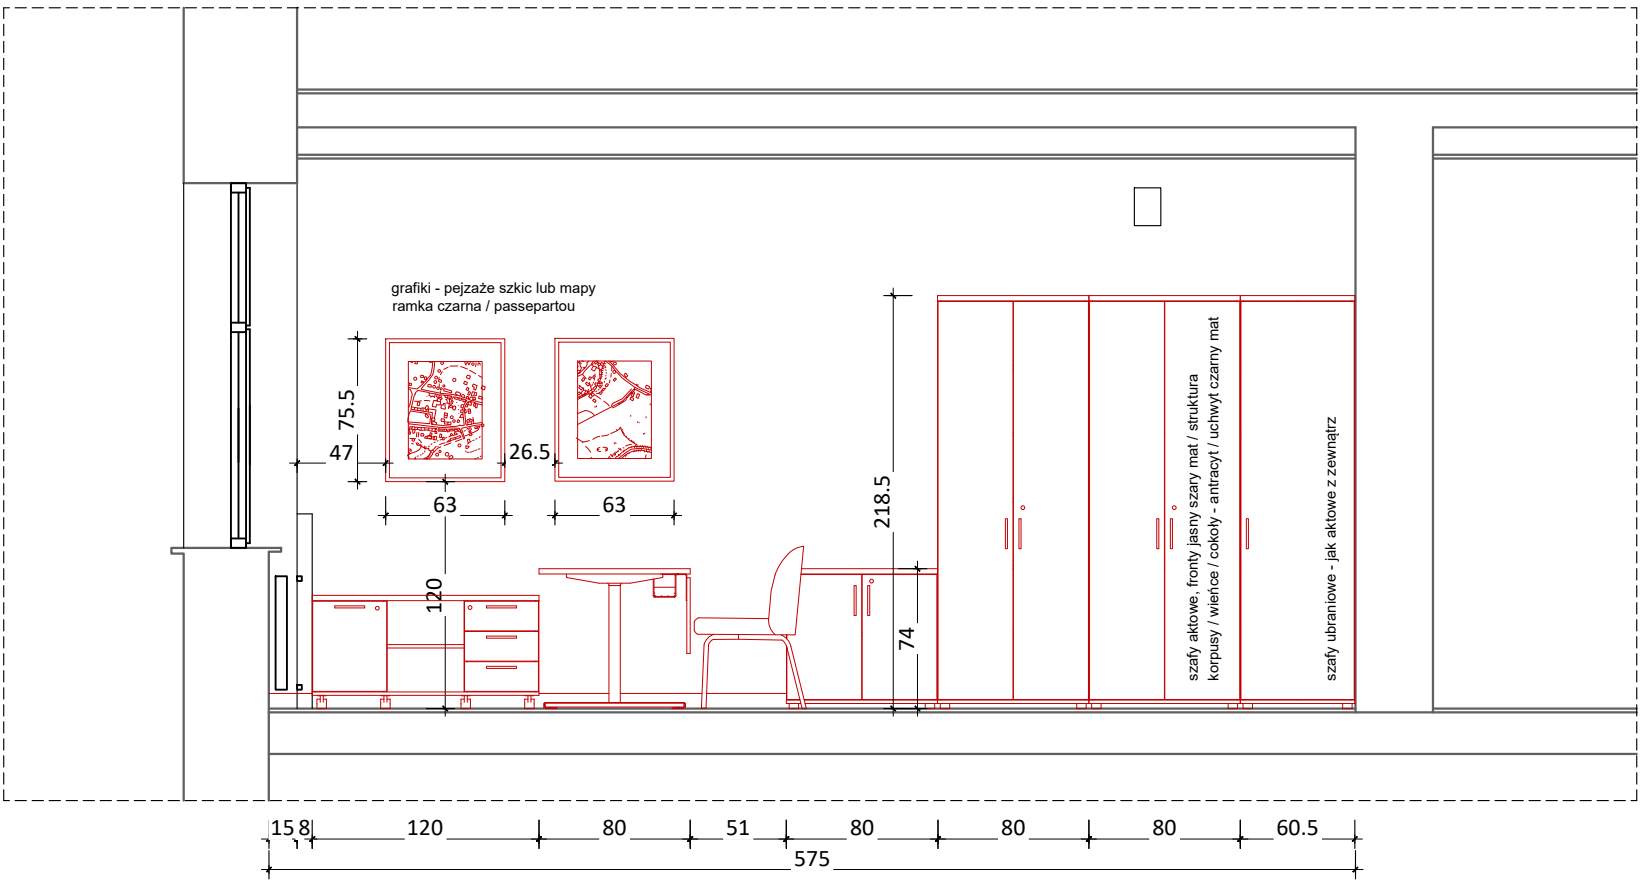 grafiki - pejzaże szkic lub mapy
ramka czarna / passepartou
75.5
47
26.5
63
63
120
218.5
74
szafy aktowe, fronty jasny szary mat / struktura
korpusy / wieńce / cokoły - antracyt / uchwyt czarny mat
szafy ubraniowe - jak aktowe z zewnątrz
15 8 120 80 51 80 80 80 60.5
575